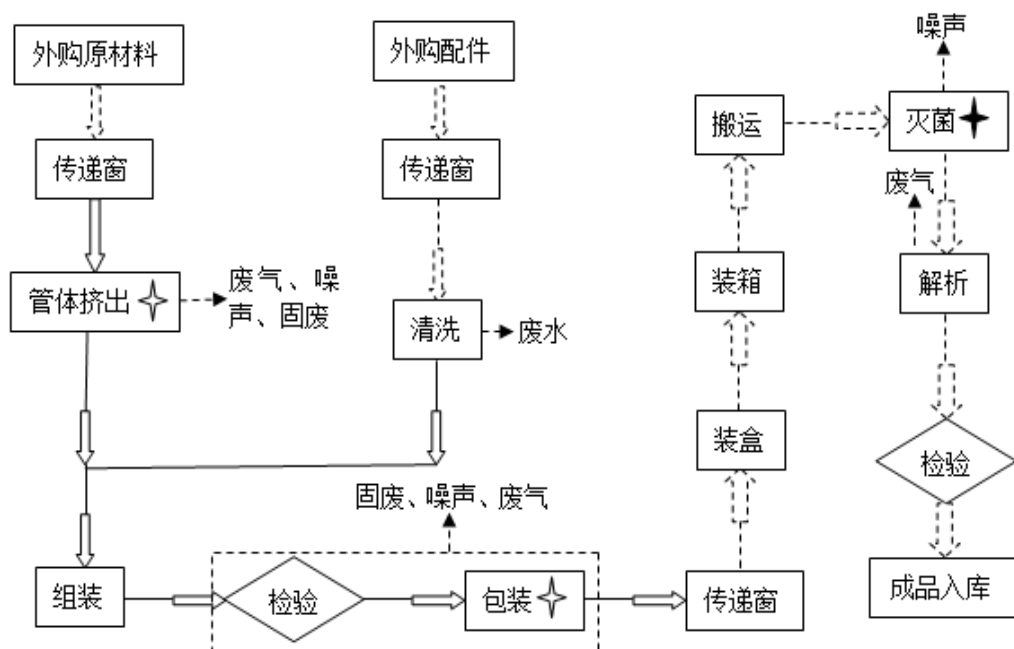 外购原材料
外购配件
噪声
搬运
灭菌
传递窗
传递窗
废气
管体挤出
废气、噪
声、固废
清洗
废水
装箱
解析
装盒
检验
固废、噪声、废气
组装
检验
包装
传递窗
成品入库